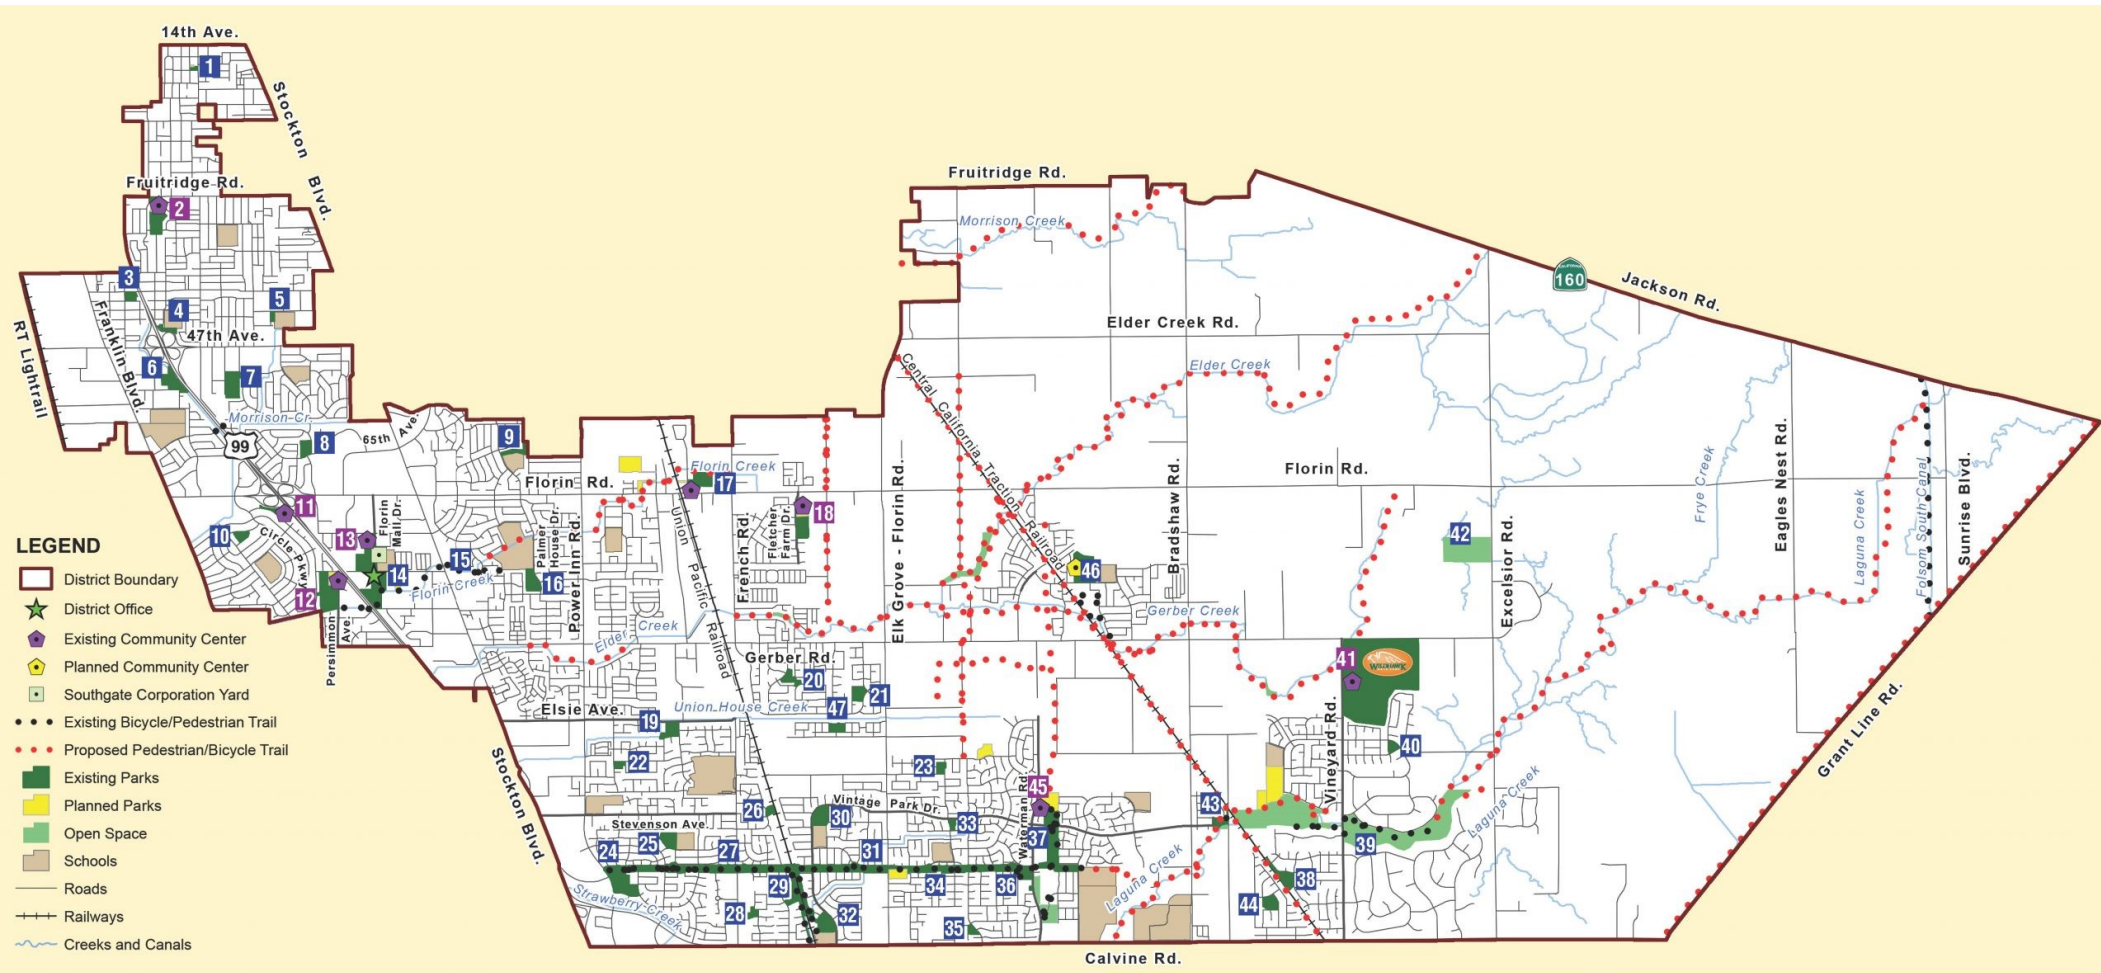 14th Ave.
1
Stockton Blvd.
Fruitridge Rd.
2
3
4
5
47th Ave.
Franklin Blvd.
RT Lightrail
6
7
Morrison Cr.
99
8
65th Ave.
9
Florin Rd.
10
11
Circle Pkwy.
12
13
Florin
Mall Dr.
14
15
Florin Creek
Persimmon
Ave.
Palmer
House Dr.
16
Power Inn Rd.
Florin Creek
17
Union Pacific Railroad
French Rd.
Fletcher
Farm Dr.
18
Elder Creek
Gerber Rd.
20
21
Elsie Ave.
Union House Creek
19
47
22
23
Stockton Blvd.
26
Vintage Park Dr.
30
33
Stevenson Ave.
24
25
27
31
29
28
32
34
35
36
Strawberry Creek
45
Waterman Rd.
37
Fruitridge Rd.
Morrison Creek
Elder Creek Rd.
Central California Traction Railroad
Elder Creek
Elk Grove - Florin Rd.
Bradshaw Rd.
Florin Rd.
46
Gerber Creek
42
Excelsior Rd.
41
WILDHAWK
Vineyard Rd.
40
43
39
Laguna Creek
Laguna Creek
38
44
Calvine Rd.
CALIFORNIA
160
Jackson Rd.
Frye Creek
Eagles Nest Rd.
Laguna Creek
Folsom South Canal
Sunrise Blvd.
Grant Line Rd.
LEGEND
District Boundary
District Office
Existing Community Center
Planned Community Center
Southgate Corporation Yard
Existing Bicycle/Pedestrian Trail
Proposed Pedestrian/Bicycle Trail
Existing Parks
Planned Parks
Open Space
Schools
Roads
Railways
Creeks and Canals